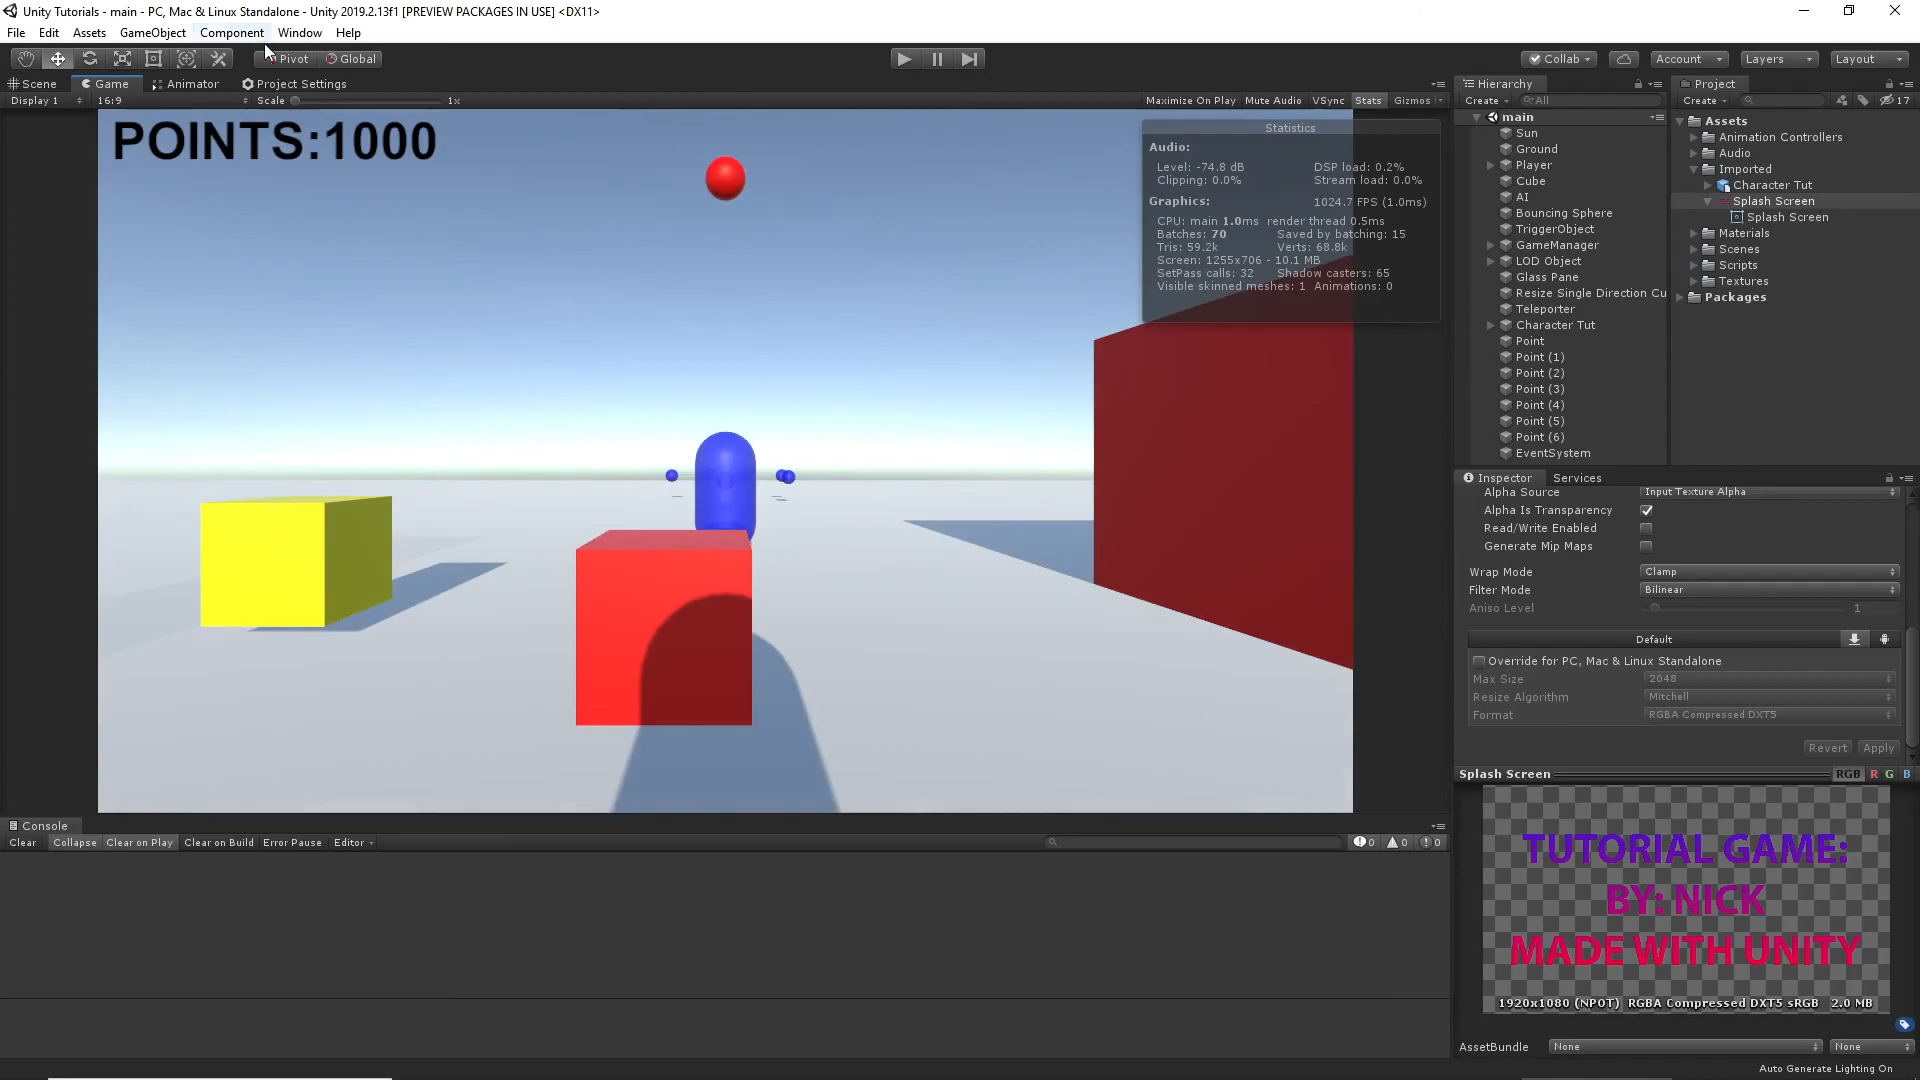 Unity Tutorials - main - PC, Mac & Linux Standalone - Unity 2019.2.13f1 [PREVIEW PACKAGES IN USE] <DX11>
File Edit Assets GameObject Component Window Help
Pivot Global Collab Account Layers Layout
Scene Game Animator Project Settings
Display 1 16:9 Scale 1x Maximize On Play Mute Audio VSync Stats Gizmos
POINTS:1000
Statistics
Audio:
Level: -74.8 dB DSP load: 0.2%
Clipping: 0.0% Stream load: 0.0%
Graphics: 1024.7 FPS (1.0ms)
CPU: main 1.0ms render thread 0.5ms
Batches: 70 Saved by batching: 15
Tris: 59.2k Verts: 68.8k
Screen: 1255x706 - 10.1 MB
SetPass calls: 32 Shadow casters: 65
Visible skinned meshes: 1 Animations: 0
Hierarchy
Create All
main
Sun
Ground
Player
Cube
AI
Bouncing Sphere
TriggerObject
GameManager
LOD Object
Glass Pane
Resize Single Direction Cu
Teleporter
Character Tut
Point
Point (1)
Point (2)
Point (3)
Point (4)
Point (5)
Point (6)
EventSystem
Project
Create 17
Assets
Animation Controllers
Audio
Imported
Character Tut
Splash Screen
Splash Screen
Materials
Scenes
Scripts
Textures
Packages
Inspector Services
Alpha Source Input Texture Alpha
Alpha Is Transparency
Read/Write Enabled
Generate Mip Maps
Wrap Mode Clamp
Filter Mode Bilinear
Aniso Level 1
Default
Override for PC, Mac & Linux Standalone
Max Size 2048
Resize Algorithm Mitchell
Format RGBA Compressed DXT5
Revert Apply
Splash Screen RGB R G B
TUTORIAL GAME:
BY: NICK
MADE WITH UNITY
1920x1080 (NPOT) RGBA Compressed DXT5 sRGB 2.0 MB
AssetBundle None None
Auto Generate Lighting On
Console
Clear Collapse Clear on Play Clear on Build Error Pause Editor 0 0 0